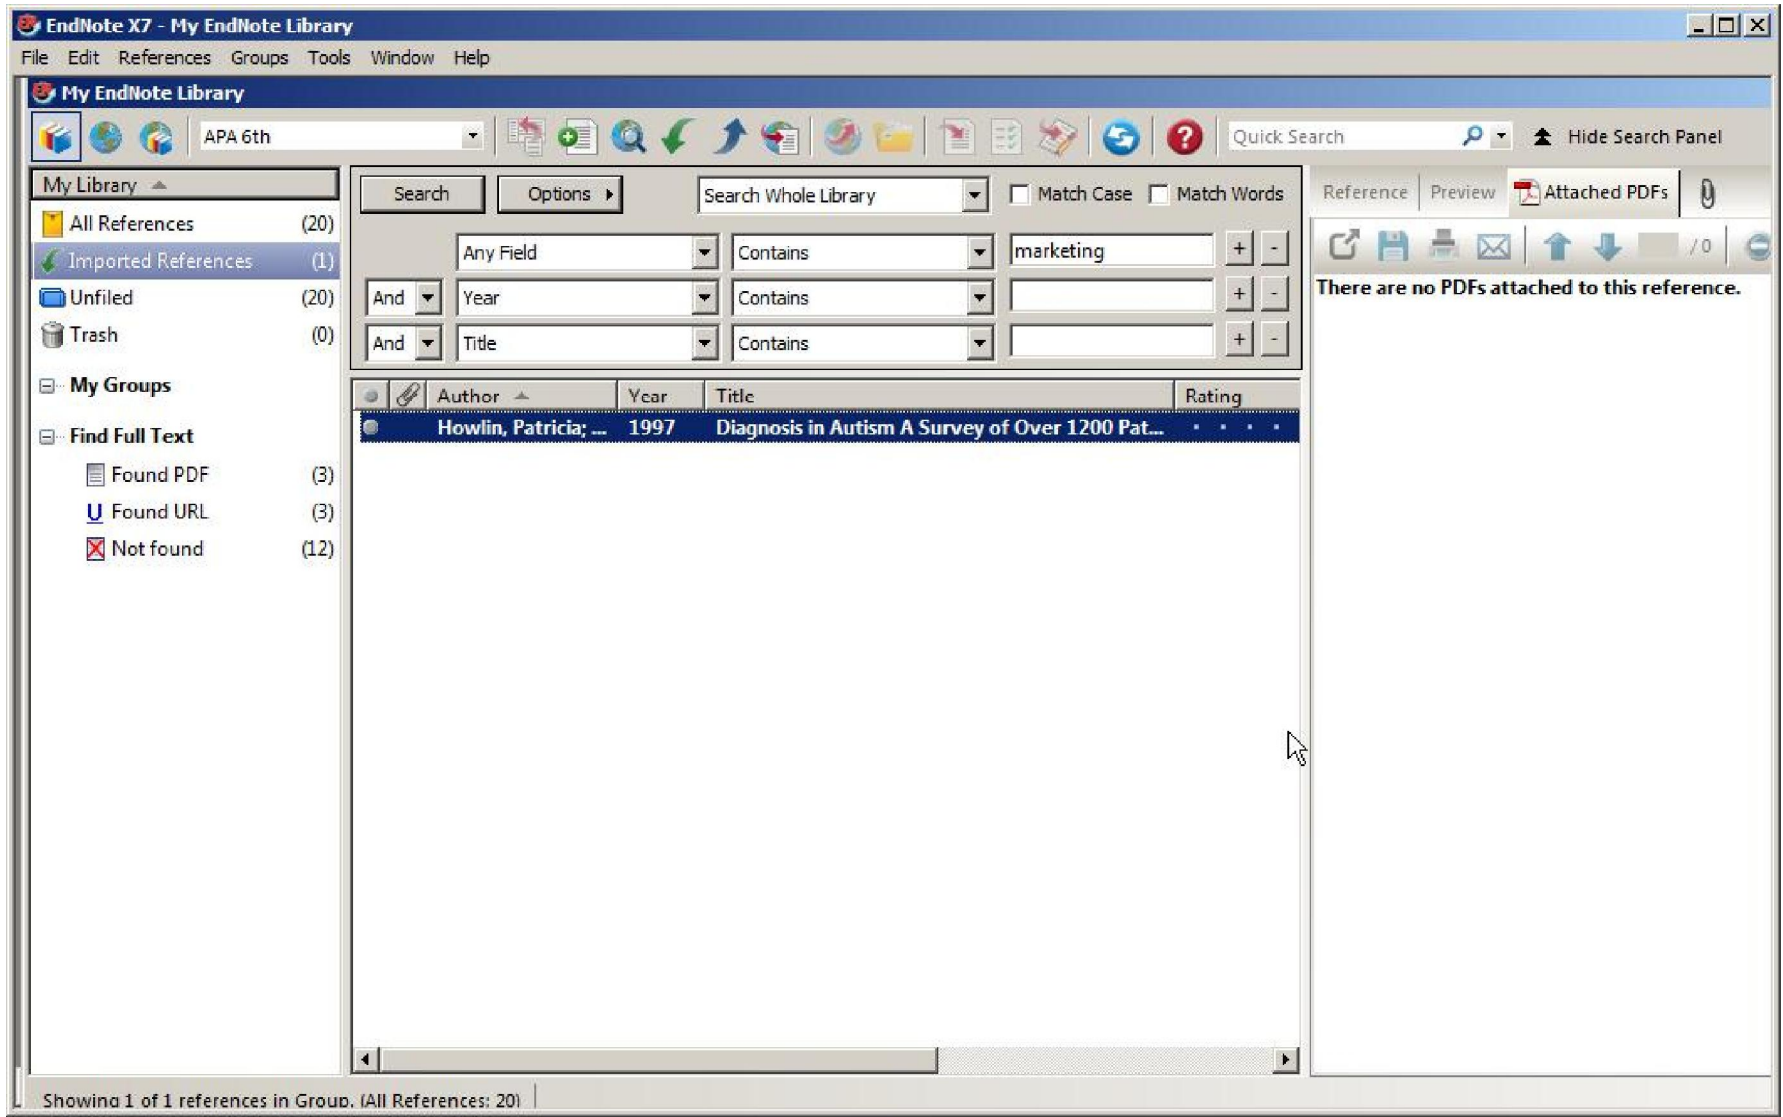 EndNote X7 - My EndNote Library
File Edit References Groups Tools Window Help
My EndNote Library
APA 6th Quick Search Hide Search Panel
My Library
All References (20)
Imported References (1)
Unfiled (20)
Trash (0)
My Groups
Find Full Text
Found PDF (3)
U Found URL (3)
Not found (12)
Search Options Search Whole Library Match Case Match Words
Any Field Contains marketing + -
And Year Contains + -
And Title Contains + -
Author Year Title Rating
Howlin, Patricia; ... 1997 Diagnosis in Autism A Survey of Over 1200 Pat...
Reference Preview Attached PDFs
/0
There are no PDFs attached to this reference.
Showing 1 of 1 references in Group. (All References: 20)